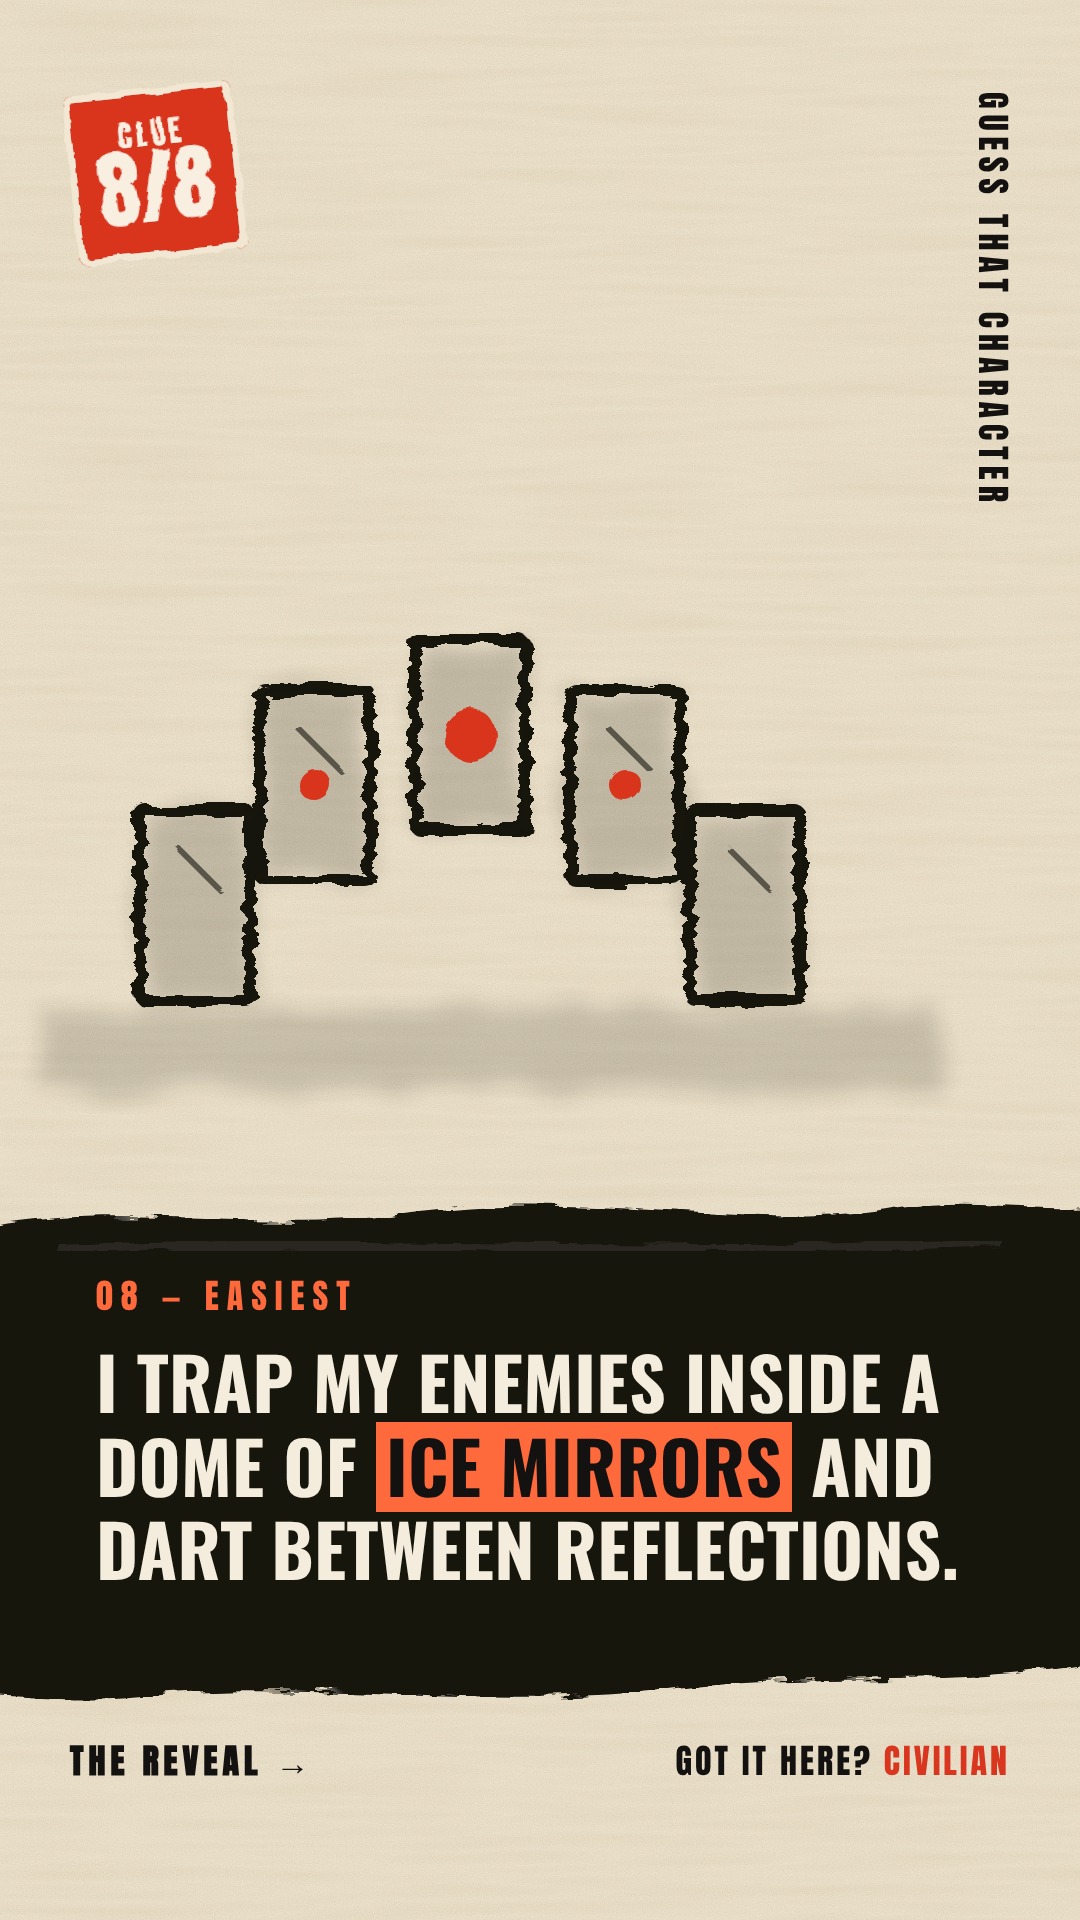 CLUE
8/8
GUESS THAT CHARACTER
08 – EASIEST
I TRAP MY ENEMIES INSIDE A
DOME OF ICE MIRRORS AND
DART BETWEEN REFLECTIONS.
THE REVEAL →
GOT IT HERE? CIVILIAN